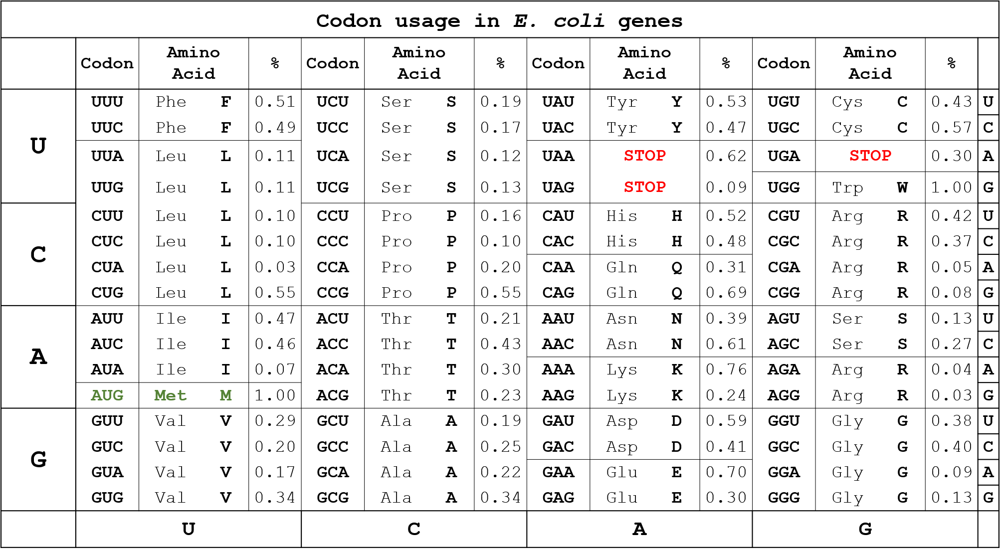 Codon usage in E. coli genes
Codon Amino Acid % Codon Amino Acid % Codon Amino Acid % Codon Amino Acid %
U
UUU Phe F 0.51 UCU Ser S 0.19 UAU Tyr Y 0.53 UGU Cys C 0.43 U
UUC Phe F 0.49 UCC Ser S 0.17 UAC Tyr Y 0.47 UGC Cys C 0.57 C
UUA Leu L 0.11 UCA Ser S 0.12 UAA STOP 0.62 UGA STOP 0.30 A
UUG Leu L 0.11 UCG Ser S 0.13 UAG STOP 0.09 UGG Trp W 1.00 G
C
CUU Leu L 0.10 CCU Pro P 0.16 CAU His H 0.52 CGU Arg R 0.42 U
CUC Leu L 0.10 CCC Pro P 0.10 CAC His H 0.48 CGC Arg R 0.37 C
CUA Leu L 0.03 CCA Pro P 0.20 CAA Gln Q 0.31 CGA Arg R 0.05 A
CUG Leu L 0.55 CCG Pro P 0.55 CAG Gln Q 0.69 CGG Arg R 0.08 G
A
AUU Ile I 0.47 ACU Thr T 0.21 AAU Asn N 0.39 AGU Ser S 0.13 U
AUC Ile I 0.46 ACC Thr T 0.43 AAC Asn N 0.61 AGC Ser S 0.27 C
AUA Ile I 0.07 ACA Thr T 0.30 AAA Lys K 0.76 AGA Arg R 0.04 A
AUG Met M 1.00 ACG Thr T 0.23 AAG Lys K 0.24 AGG Arg R 0.03 G
G
GUU Val V 0.29 GCU Ala A 0.19 GAU Asp D 0.59 GGU Gly G 0.38 U
GUC Val V 0.20 GCC Ala A 0.25 GAC Asp D 0.41 GGC Gly G 0.40 C
GUA Val V 0.17 GCA Ala A 0.22 GAA Glu E 0.70 GGA Gly G 0.09 A
GUG Val V 0.34 GCG Ala A 0.34 GAG Glu E 0.30 GGG Gly G 0.13 G
U C A G